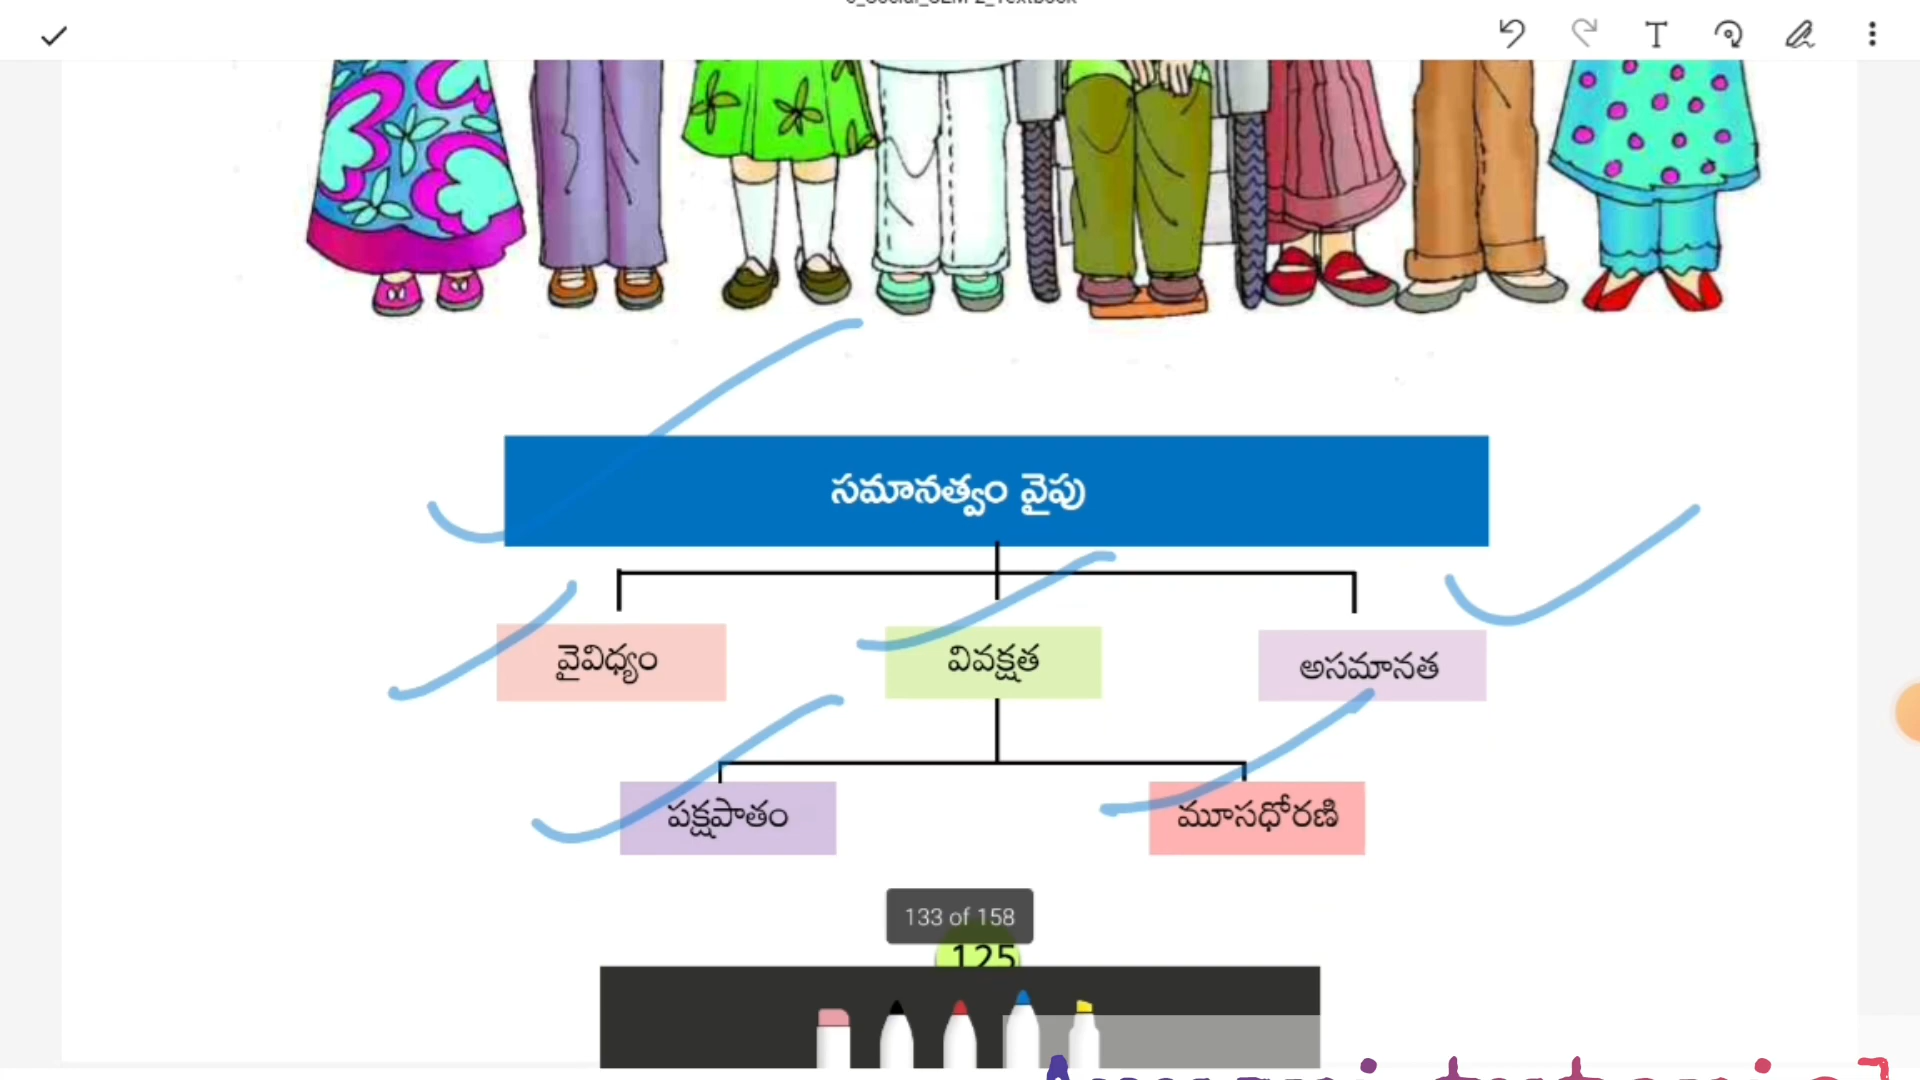 T
సమానత్వం వైపు
వైవిధ్యం వివక్షత అసమానత
పక్షపాతం మూసధోరణి
133 of 158
125